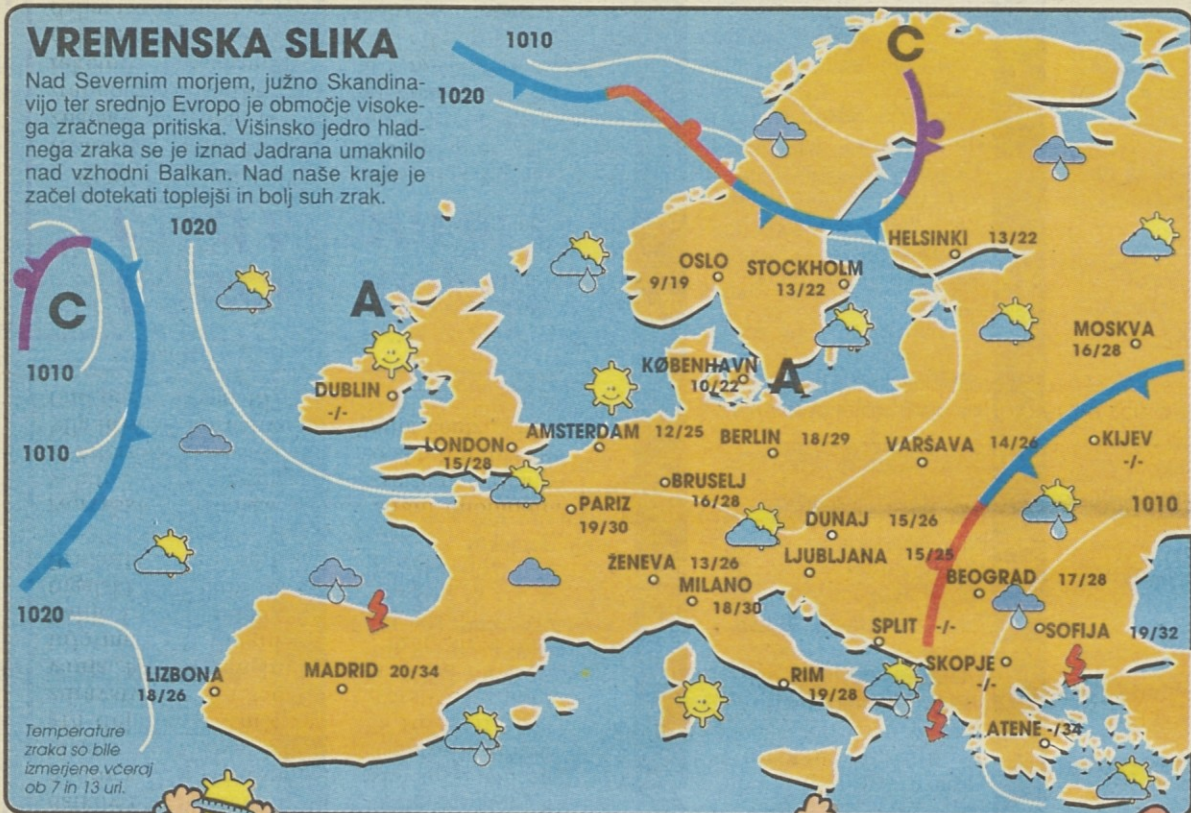 VREMENSKA SLIKA
Nad Severnim morjem, južno Skandina-
vijo ter srednjo Evropo je območje visoke-
ga zračnega pritiska. Višinsko jedro hlad-
nega zraka se je iznad Jadrana umaknilo
nad vzhodni Balkan. Nad naše kraje je
začel dotekati toplejši in bolj suh zrak.
1010
1020
C
1020
C
1010
1010
1020
A
OSLO
9/19
STOCKHOLM
13/22
HELSINKI 13/22
MOSKVA
16/28
KØBENHAVN
10/22
A
DUBLIN
-/-
LONDON
15/28
AMSTERDAM 12/25
BERLIN 18/29
VARŠAVA 14/26
KIJEV
-/-
BRUSELJ
16/28
PARIZ
19/30
DUNAJ 15/26
1010
ŽENEVA 13/26
LJUBLJANA 15/25
MILANO
18/30
BEOGRAD 17/28
SPLIT -/-
SOFIJA 19/32
SKOPJE
-/-
LIZBONA
18/26
MADRID 20/34
RIM
19/28
ATENE -/34
Temperature
zraka so bile
izmerjene včeraj
ob 7 in 13 uri.